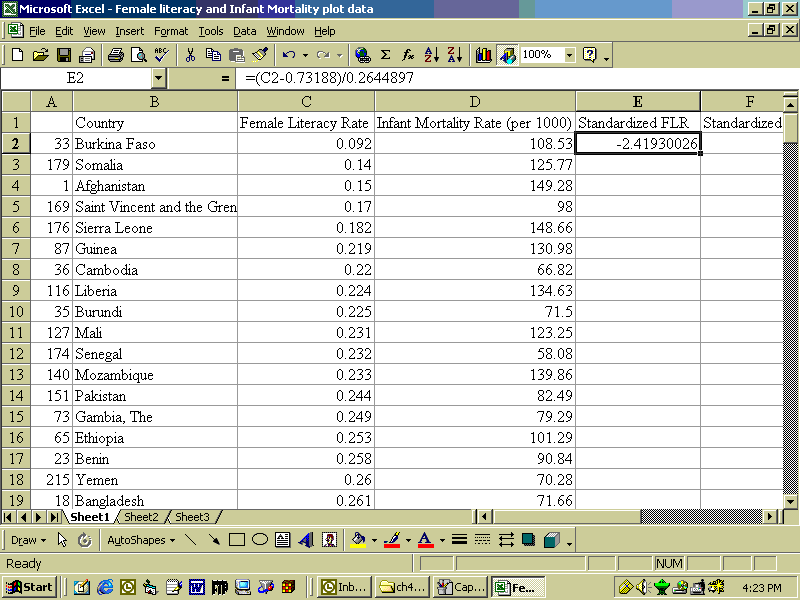 Microsoft Excel - Female literacy and Infant Mortality plot data
File Edit View Insert Format Tools Data Window Help
100%
E2 = =(C2-0.73188)/0.2644897
A B C D E F
1 Country Female Literacy Rate Infant Mortality Rate (per 1000) Standardized FLR Standardized
2 33 Burkina Faso 0.092 108.53 -2.41930026
3 179 Somalia 0.14 125.77
4 1 Afghanistan 0.15 149.28
5 169 Saint Vincent and the Gren 0.17 98
6 176 Sierra Leone 0.182 148.66
7 87 Guinea 0.219 130.98
8 36 Cambodia 0.22 66.82
9 116 Liberia 0.224 134.63
10 35 Burundi 0.225 71.5
11 127 Mali 0.231 123.25
12 174 Senegal 0.232 58.08
13 140 Mozambique 0.233 139.86
14 151 Pakistan 0.244 82.49
15 73 Gambia, The 0.249 79.29
16 65 Ethiopia 0.253 101.29
17 23 Benin 0.258 90.84
18 215 Yemen 0.26 70.28
19 18 Bangladesh 0.261 71.66
Sheet1 Sheet2 Sheet3
Draw AutoShapes
Ready NUM
Start Inb... ch4... Cap... Fe... 4:23 PM